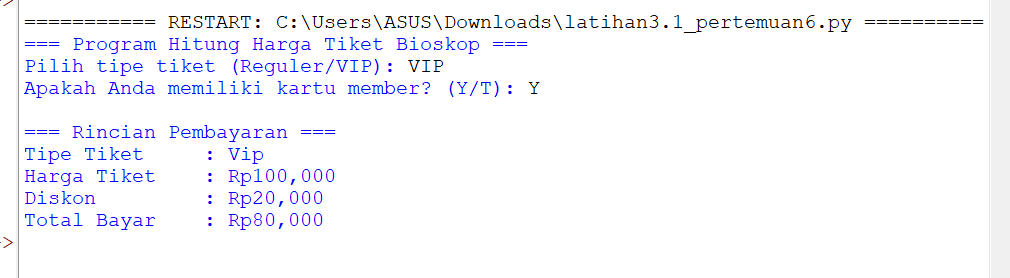 =========== RESTART: C:\Users\ASUS\Downloads\latihan3.1_pertemuan6.py ==========
=== Program Hitung Harga Tiket Bioskop ===
Pilih tipe tiket (Reguler/VIP): VIP
Apakah Anda memiliki kartu member? (Y/T): Y
=== Rincian Pembayaran ===
Tipe Tiket    : Vip
Harga Tiket   : Rp100,000
Diskon        : Rp20,000
Total Bayar   : Rp80,000
>